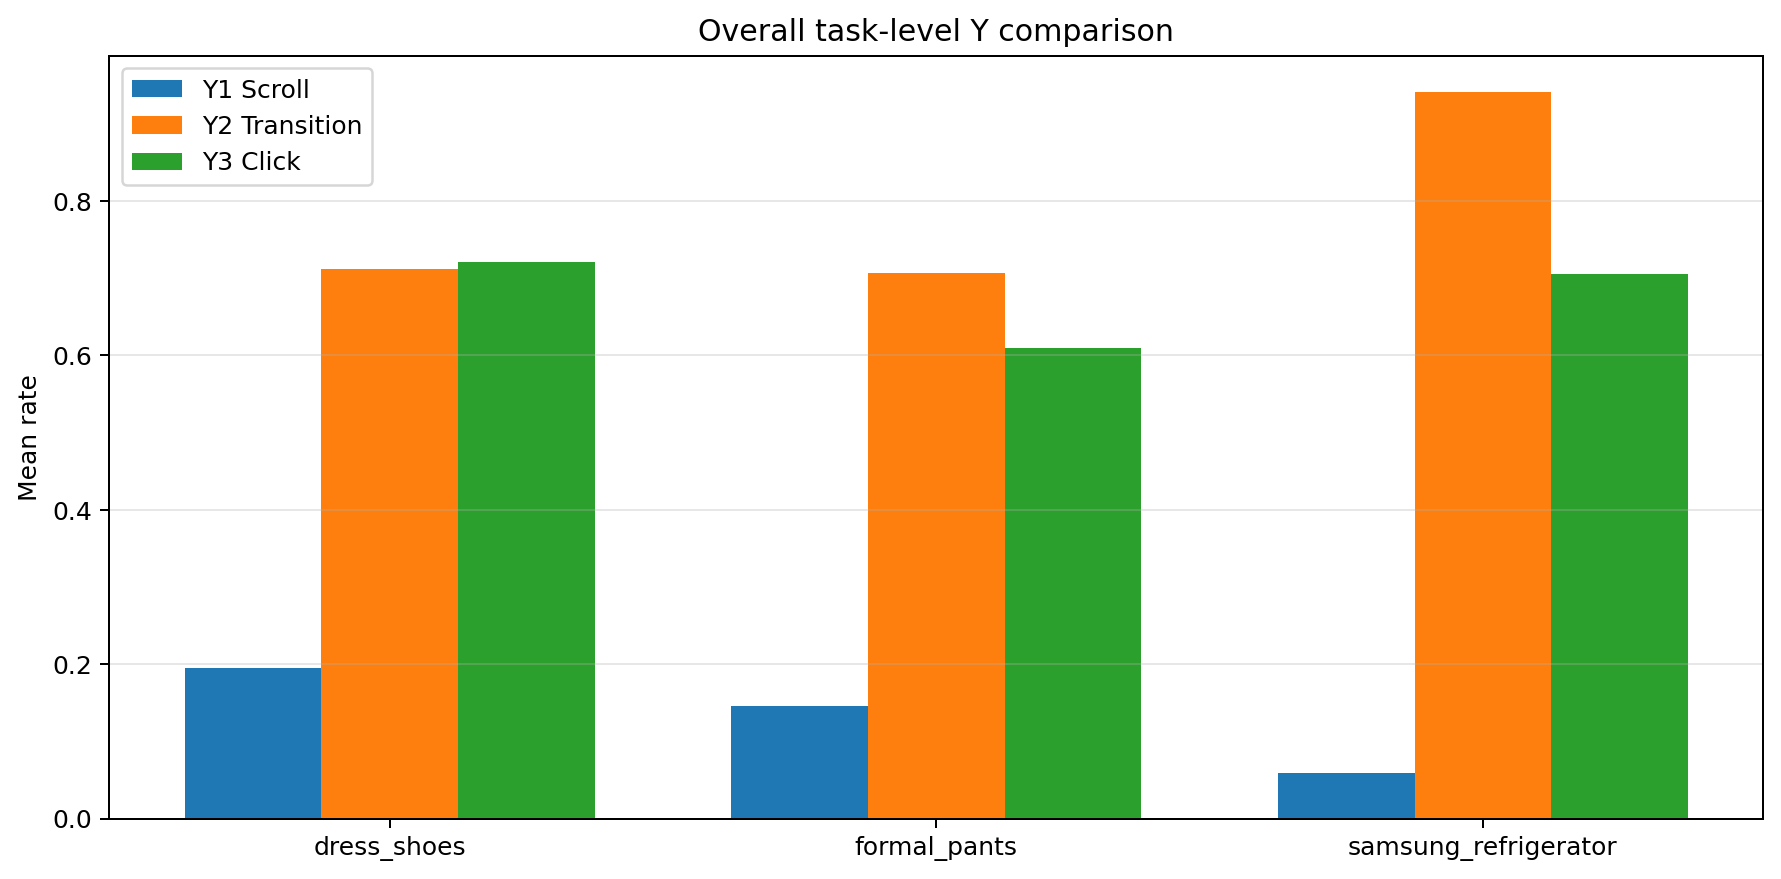 Overall task-level Y comparison
Y1 Scroll
Y2 Transition
Y3 Click
0.8
0.6
0.4
0.2
0.0
Mean rate
dress_shoes
formal_pants
samsung_refrigerator